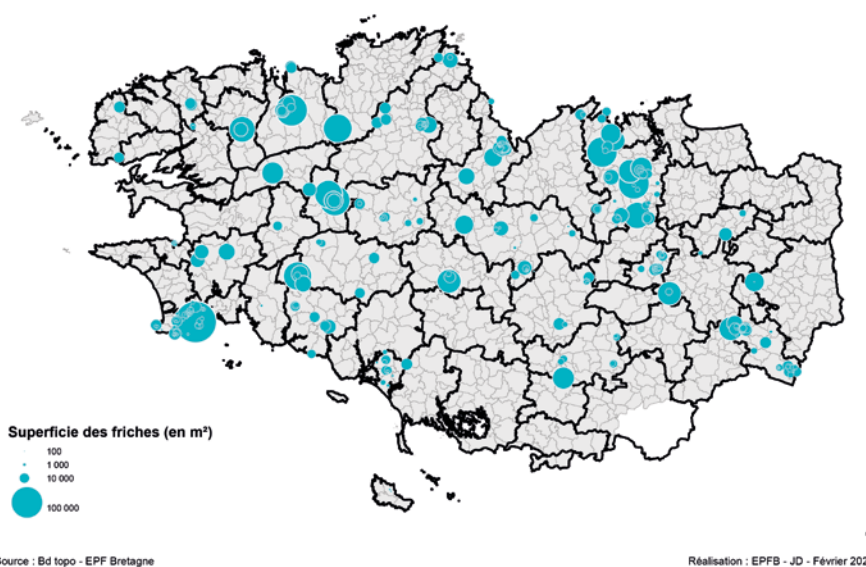 Superficie des friches (en m²)
100
1 000
10 000
100 000
Source : Bd topo - EPF Bretagne
Réalisation : EPFB - JD - Février